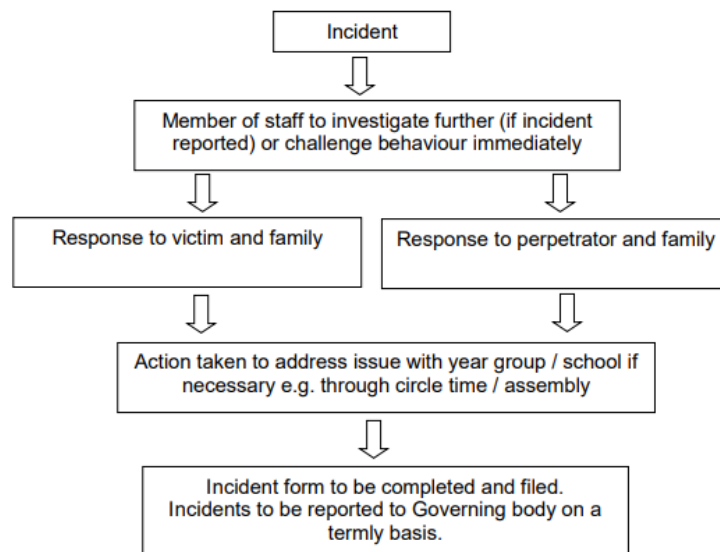 Incident
Member of staff to investigate further (if incident
reported) or challenge behaviour immediately
Response to victim and family
Response to perpetrator and family
Action taken to address issue with year group / school if
necessary e.g. through circle time / assembly
Incident form to be completed and filed.
Incidents to be reported to Governing body on a
termly basis.